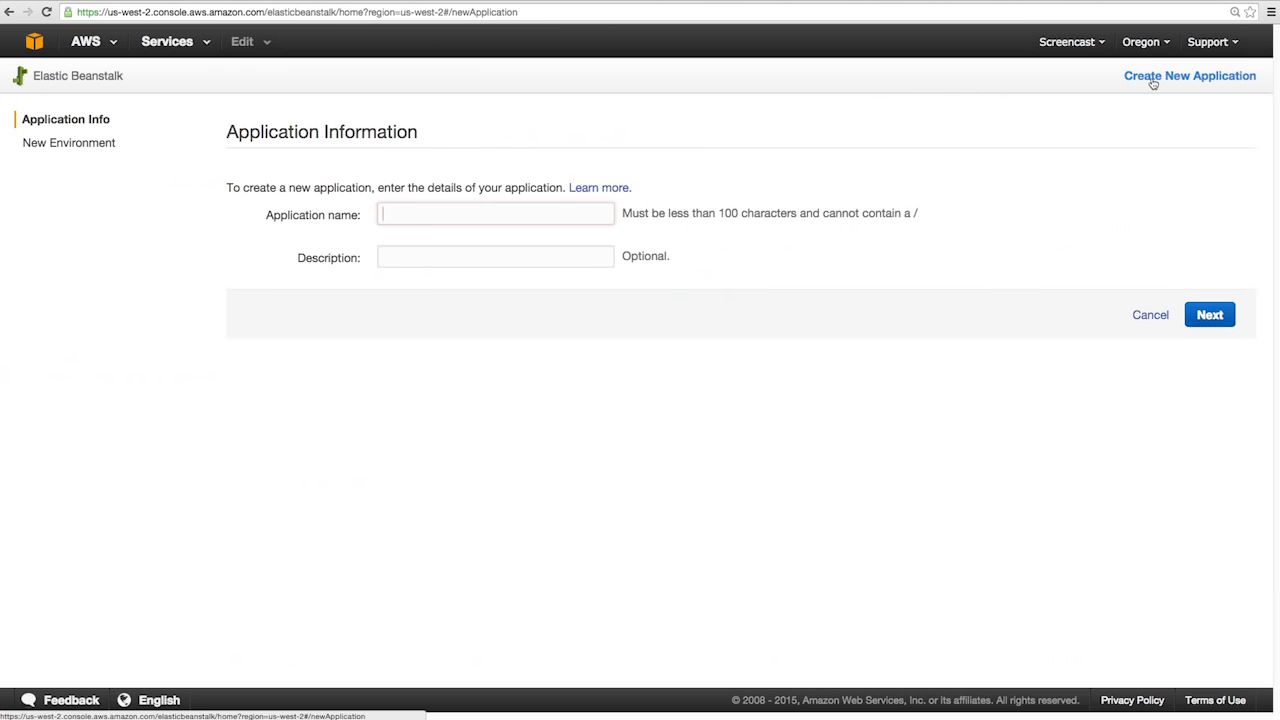 https://us-west-2.console.aws.amazon.com/elasticbeanstalk/home?region=us-west-2#/newApplication
AWS Services Edit Screencast Oregon Support
Elastic Beanstalk Create New Application
Application Info
New Environment
Application Information
To create a new application, enter the details of your application. Learn more.
Application name: Must be less than 100 characters and cannot contain a /
Description: Optional.
Cancel Next
Feedback English © 2008 - 2015, Amazon Web Services, Inc. or its affiliates. All rights reserved. Privacy Policy Terms of Use
https://us-west-2.console.aws.amazon.com/elasticbeanstalk/home?region=us-west-2#/newApplication